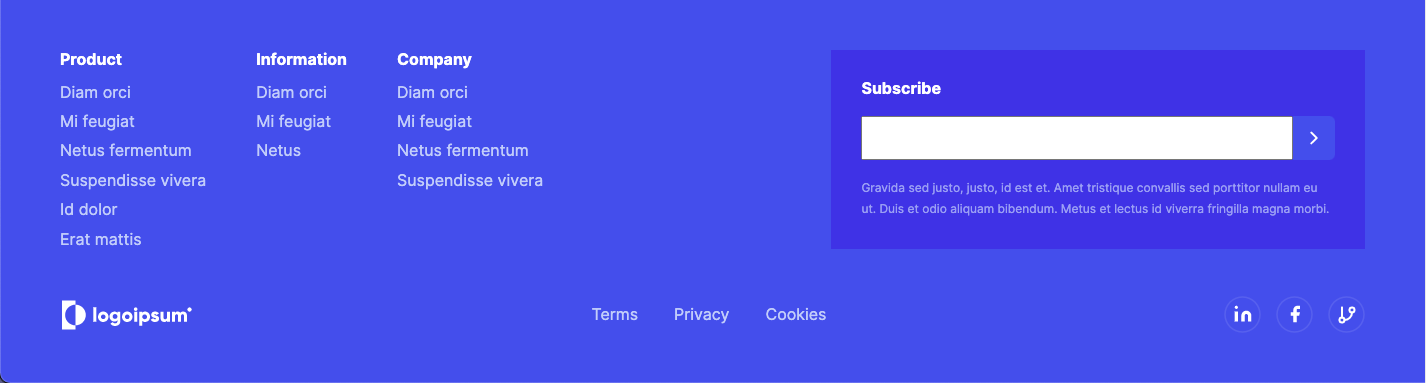 Product
Diam orci
Mi feugiat
Netus fermentum
Suspendisse vivera
Id dolor
Erat mattis
Information
Diam orci
Mi feugiat
Netus
Company
Diam orci
Mi feugiat
Netus fermentum
Suspendisse vivera
Subscribe
Gravida sed justo, justo, id est et. Amet tristique convallis sed porttitor nullam eu
ut. Duis et odio aliquam bibendum. Metus et lectus id viverra fringilla magna morbi.
logoipsum
Terms
Privacy
Cookies
in
f